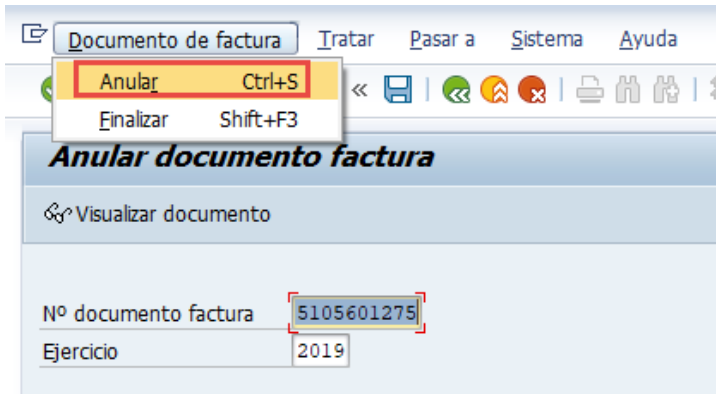 Documento de factura Tratar Pasar a Sistema Ayuda
Anular Ctrl+S
Finalizar Shift+F3
Anular documento factura
Visualizar documento
Nº documento factura 5105601275
Ejercicio 2019